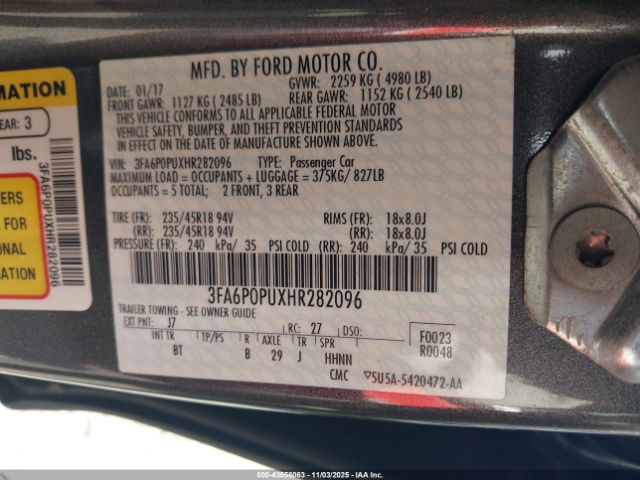 MATION
EAR: 3
lbs.
ERS
FOR
ONAL
ATION
3FA6P0PUXHR282096
MFD. BY FORD MOTOR CO.
DATE: 01/17 GVWR: 2259 KG ( 4980 LB)
FRONT GAWR: 1127 KG ( 2485 LB) REAR GAWR: 1152 KG ( 2540 LB)
THIS VEHICLE CONFORMS TO ALL APPLICABLE FEDERAL MOTOR
VEHICLE SAFETY, BUMPER, AND THEFT PREVENTION STANDARDS
IN EFFECT ON THE DATE OF MANUFACTURE SHOWN ABOVE.
VIN: 3FA6P0PUXHR282096 TYPE: Passenger Car
MAXIMUM LOAD = OCCUPANTS + LUGGAGE = 375KG/ 827LB
OCCUPANTS = 5 TOTAL; 2 FRONT, 3 REAR
TIRE (FR): 235/45R18 94V RIMS (FR): 18x8.0J
(RR): 235/45R18 94V (RR): 18x8.0J
PRESSURE (FR): 240 kPa/ 35 PSI COLD (RR): 240 kPa/ 35 PSI COLD
3FA6P0PUXHR282096
TRAILER TOWING - SEE OWNER GUIDE
EXT PNT: J7 RC: 27 DSO: F0023
R0048
INT TR TP/PS R AXLE TR SPR
BT B 29 J HHNN
CMC 5U5A-5420472-AA
00-43656063 - 11/03/2025 - IAA Inc.